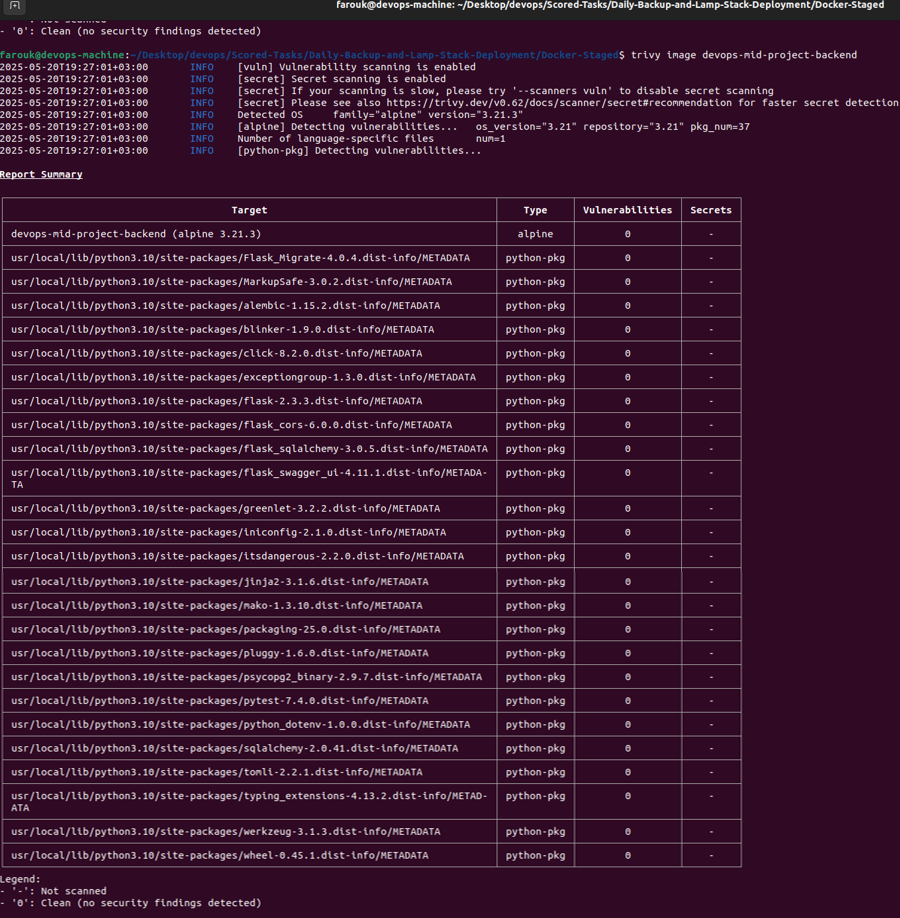 farouk@devops-machine: ~/Desktop/devops/Scored-Tasks/Daily-Backup-and-Lamp-Stack-Deployment/Docker-Staged
- '0': Clean (no security findings detected)
farouk@devops-machine:~/Desktop/devops/Scored-Tasks/Daily-Backup-and-Lamp-Stack-Deployment/Docker-Staged$ trivy image devops-mid-project-backend
2025-05-20T19:27:01+03:00 INFO [vuln] Vulnerability scanning is enabled
2025-05-20T19:27:01+03:00 INFO [secret] Secret scanning is enabled
2025-05-20T19:27:01+03:00 INFO [secret] If your scanning is slow, please try '--scanners vuln' to disable secret scanning
2025-05-20T19:27:01+03:00 INFO [secret] Please see also https://trivy.dev/v0.62/docs/scanner/secret#recommendation for faster secret detection
2025-05-20T19:27:01+03:00 INFO Detected OS family="alpine" version="3.21.3"
2025-05-20T19:27:01+03:00 INFO [alpine] Detecting vulnerabilities... os_version="3.21" repository="3.21" pkg_num=37
2025-05-20T19:27:01+03:00 INFO Number of language-specific files num=1
2025-05-20T19:27:01+03:00 INFO [python-pkg] Detecting vulnerabilities...
Report Summary
Target Type Vulnerabilities Secrets
devops-mid-project-backend (alpine 3.21.3) alpine 0 -
usr/local/lib/python3.10/site-packages/Flask_Migrate-4.0.4.dist-info/METADATA python-pkg 0 -
usr/local/lib/python3.10/site-packages/MarkupSafe-3.0.2.dist-info/METADATA python-pkg 0 -
usr/local/lib/python3.10/site-packages/alembic-1.15.2.dist-info/METADATA python-pkg 0 -
usr/local/lib/python3.10/site-packages/blinker-1.9.0.dist-info/METADATA python-pkg 0 -
usr/local/lib/python3.10/site-packages/click-8.2.0.dist-info/METADATA python-pkg 0 -
usr/local/lib/python3.10/site-packages/exceptiongroup-1.3.0.dist-info/METADATA python-pkg 0 -
usr/local/lib/python3.10/site-packages/flask-2.3.3.dist-info/METADATA python-pkg 0 -
usr/local/lib/python3.10/site-packages/flask_cors-6.0.0.dist-info/METADATA python-pkg 0 -
usr/local/lib/python3.10/site-packages/flask_sqlalchemy-3.0.5.dist-info/METADATA python-pkg 0 -
usr/local/lib/python3.10/site-packages/flask_swagger_ui-4.11.1.dist-info/METADA- python-pkg 0 -
TA
usr/local/lib/python3.10/site-packages/greenlet-3.2.2.dist-info/METADATA python-pkg 0 -
usr/local/lib/python3.10/site-packages/iniconfig-2.1.0.dist-info/METADATA python-pkg 0 -
usr/local/lib/python3.10/site-packages/itsdangerous-2.2.0.dist-info/METADATA python-pkg 0 -
usr/local/lib/python3.10/site-packages/jinja2-3.1.6.dist-info/METADATA python-pkg 0 -
usr/local/lib/python3.10/site-packages/mako-1.3.10.dist-info/METADATA python-pkg 0 -
usr/local/lib/python3.10/site-packages/packaging-25.0.dist-info/METADATA python-pkg 0 -
usr/local/lib/python3.10/site-packages/pluggy-1.6.0.dist-info/METADATA python-pkg 0 -
usr/local/lib/python3.10/site-packages/psycopg2_binary-2.9.7.dist-info/METADATA python-pkg 0 -
usr/local/lib/python3.10/site-packages/pytest-7.4.0.dist-info/METADATA python-pkg 0 -
usr/local/lib/python3.10/site-packages/python_dotenv-1.0.0.dist-info/METADATA python-pkg 0 -
usr/local/lib/python3.10/site-packages/sqlalchemy-2.0.41.dist-info/METADATA python-pkg 0 -
usr/local/lib/python3.10/site-packages/tomli-2.2.1.dist-info/METADATA python-pkg 0 -
usr/local/lib/python3.10/site-packages/typing_extensions-4.13.2.dist-info/METAD- python-pkg 0 -
ATA
usr/local/lib/python3.10/site-packages/werkzeug-3.1.3.dist-info/METADATA python-pkg 0 -
usr/local/lib/python3.10/site-packages/wheel-0.45.1.dist-info/METADATA python-pkg 0 -
Legend:
- '-': Not scanned
- '0': Clean (no security findings detected)